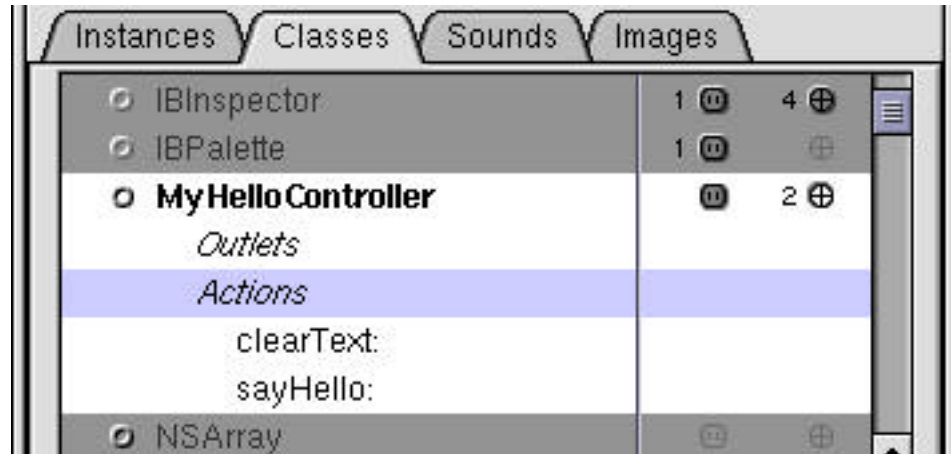 Instances Classes Sounds Images
IBInspector 1 4
IBPalette 1
MyHelloController 2
Outlets
Actions
clearText:
sayHello:
NSArray